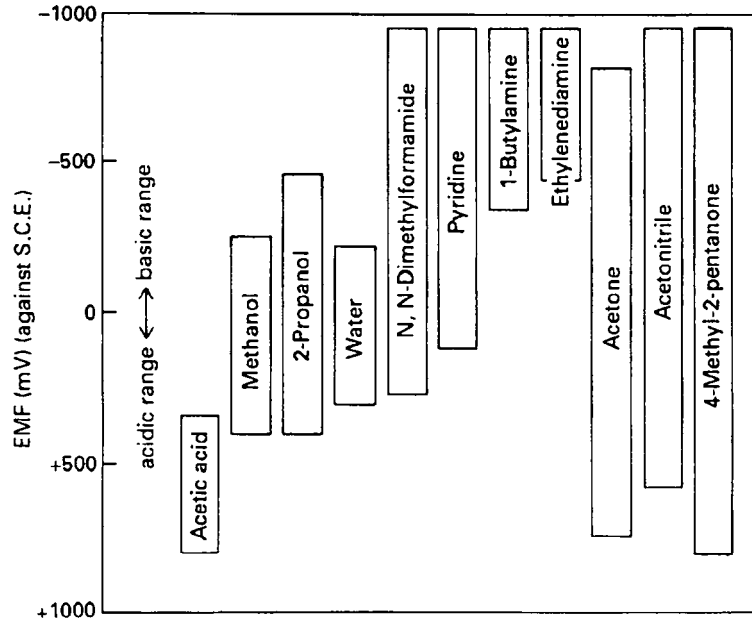 -1000
-500
0
+500
+1000
EMF (mV) (against S.C.E.)
acidic range ⟷ basic range
Acetic acid
Methanol
2-Propanol
Water
N, N-Dimethylformamide
Pyridine
1-Butylamine
Ethylenediamine
Acetone
Acetonitrile
4-Methyl-2-pentanone